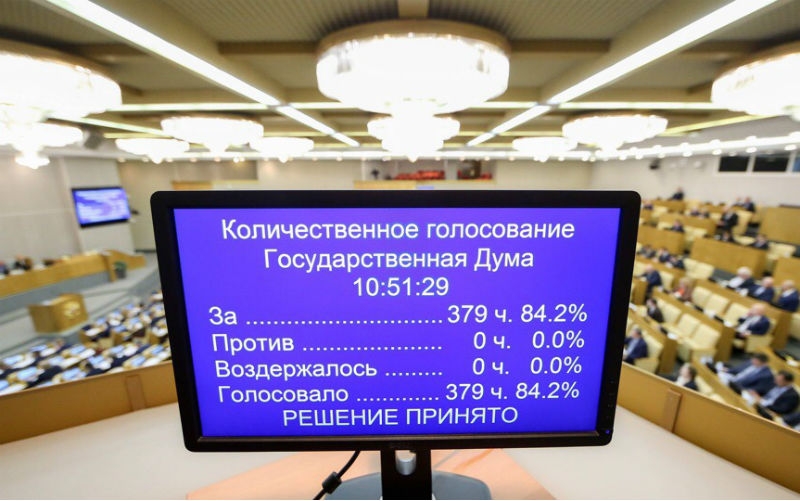 Количественное голосование
Государственная Дума
10:51:29
За ............................. 379 ч. 84.2%
Против ...................... 0 ч. 0.0%
Воздержалось ......... 0 ч. 0.0%
Голосовало ............. 379 ч. 84.2%
РЕШЕНИЕ ПРИНЯТО